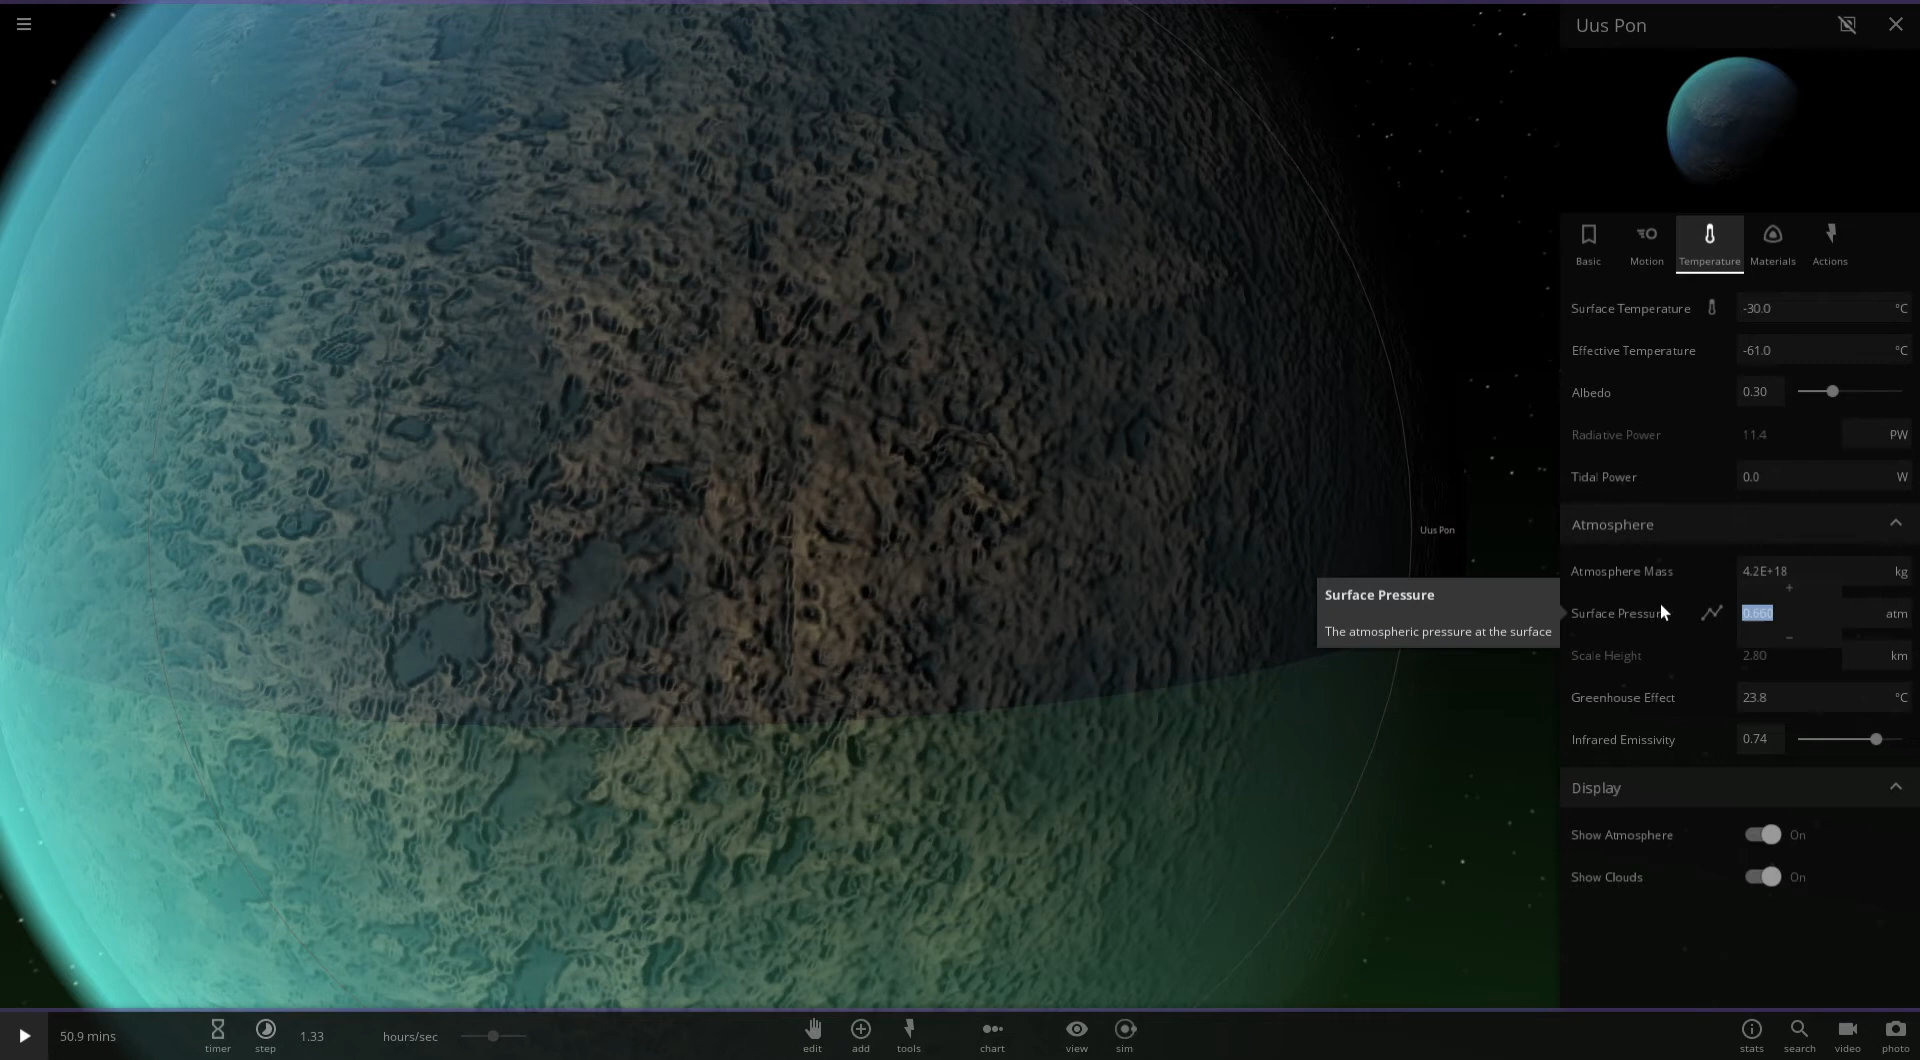 Uus Pon
Basic
Motion
Temperature
Materials
Actions
Surface Temperature -30.0 °C
Effective Temperature -61.0 °C
Albedo 0.30
Radiative Power 11.4 PW
Tidal Power 0.0 W
Atmosphere
Uus Pon
Atmosphere Mass 4.2E+18 kg
+
Surface Pressure
The atmospheric pressure at the surface
Surface Pressur 0.660 atm
−
Scale Height 2.80 km
Greenhouse Effect 23.8 °C
Infrared Emissivity 0.74
Display
Show Atmosphere On
Show Clouds On
50.9 mins
timer
step
1.33 hours/sec
edit
add
tools
chart
view
sim
stats
search
video
photo